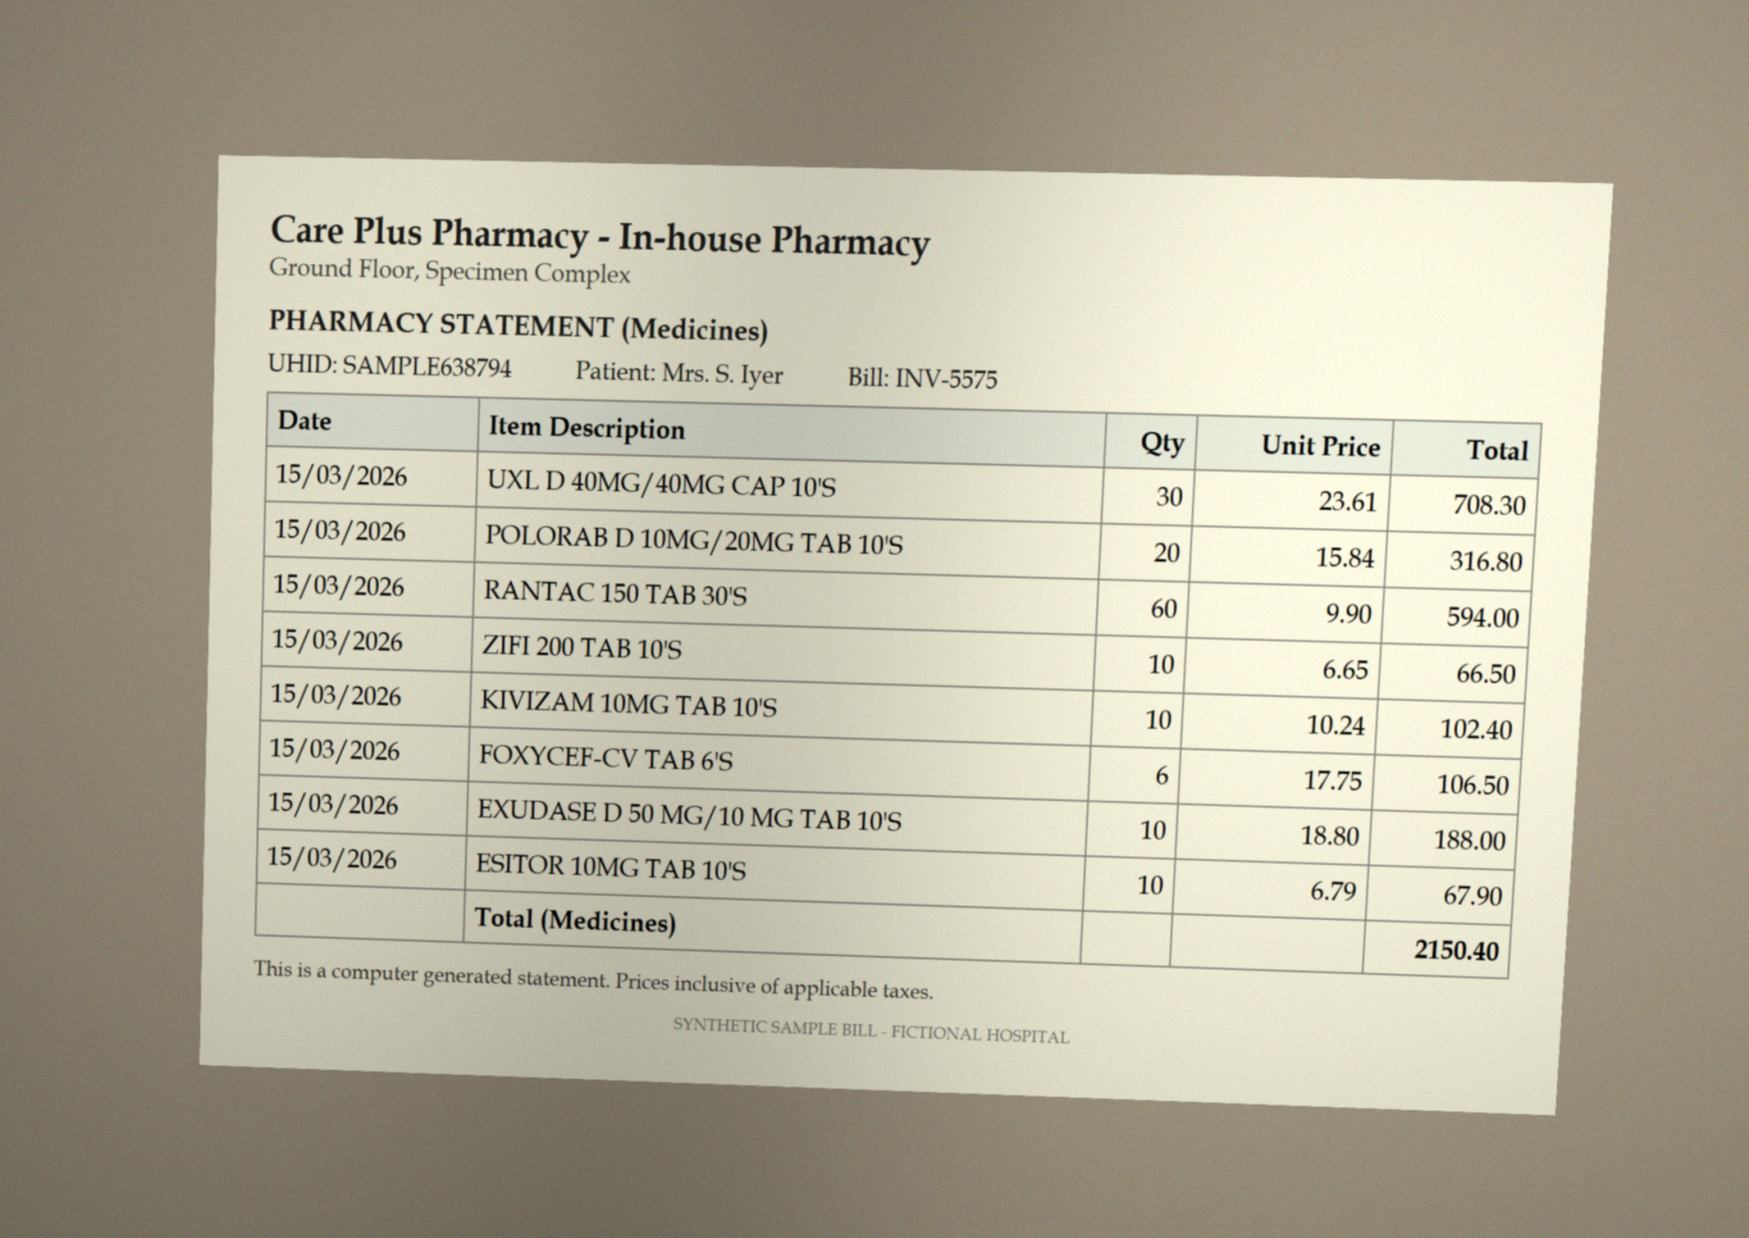 Care Plus Pharmacy - In-house Pharmacy
Ground Floor, Specimen Complex
PHARMACY STATEMENT (Medicines)
UHID: SAMPLE638794 Patient: Mrs. S. Iyer Bill: INV-5575
Date Item Description Qty Unit Price Total
15/03/2026 UXL D 40MG/40MG CAP 10'S 30 23.61 708.30
15/03/2026 POLORAB D 10MG/20MG TAB 10'S 20 15.84 316.80
15/03/2026 RANTAC 150 TAB 30'S 60 9.90 594.00
15/03/2026 ZIFI 200 TAB 10'S 10 6.65 66.50
15/03/2026 KIVIZAM 10MG TAB 10'S 10 10.24 102.40
15/03/2026 FOXYCEF-CV TAB 6'S 6 17.75 106.50
15/03/2026 EXUDASE D 50 MG/10 MG TAB 10'S 10 18.80 188.00
15/03/2026 ESITOR 10MG TAB 10'S 10 6.79 67.90
Total (Medicines) 2150.40
This is a computer generated statement. Prices inclusive of applicable taxes.
SYNTHETIC SAMPLE BILL - FICTIONAL HOSPITAL